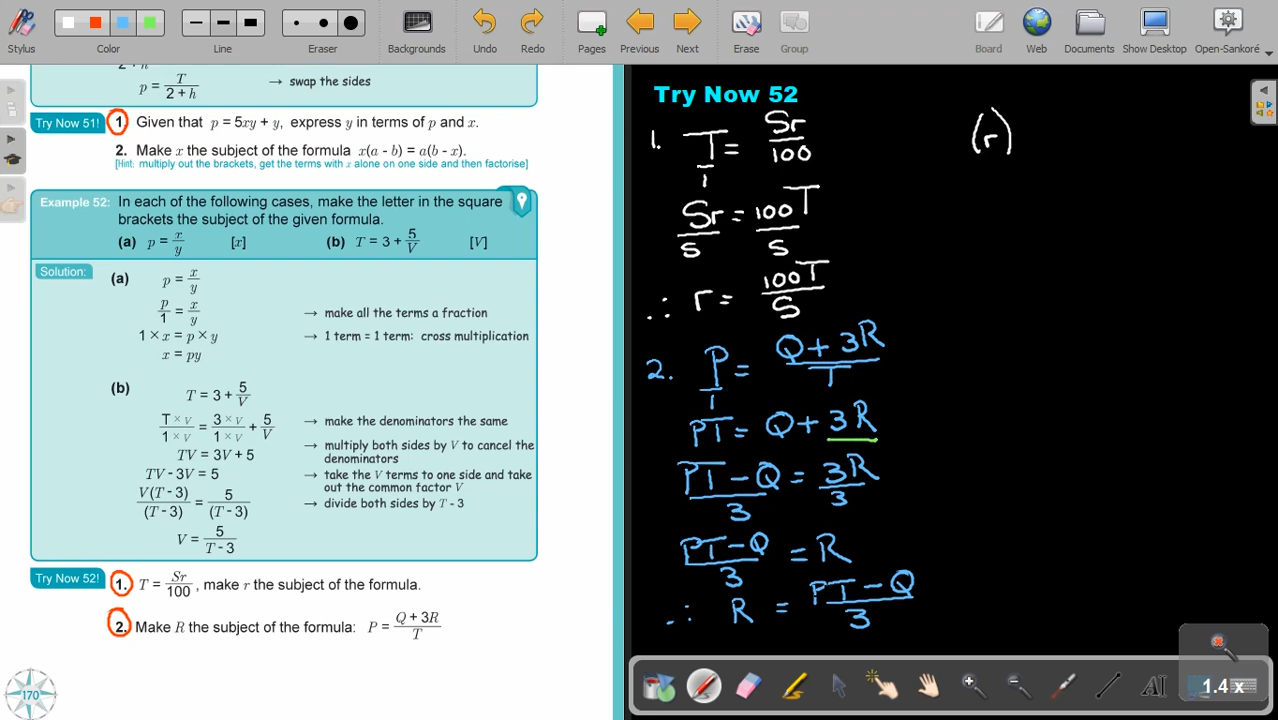 Stylus Color Line Eraser Backgrounds Undo Redo Pages Previous Next Erase Group Board Web Documents Show Desktop Open-Sankoré
p = T / (2 + h → swap the sides
Try Now 51! 1 Given that p = 5xy + y, express y in terms of p and x.
2. Make x the subject of the formula x(a - b) = a(b - x).
[Hint: multiply out the brackets, get the terms with x alone on one side and then factorise]
Example 52: In each of the following cases, make the letter in the square
brackets the subject of the given formula.
(a) p = x/y [x] (b) T = 3 + 5/V [V]
Solution:
(a) p = x/y
p/1 = x/y → make all the terms a fraction
1 × x = p × y → 1 term = 1 term: cross multiplication
x = py
(b) T = 3 + 5/V
T × V / 1 × V = 3 × V / 1 × V + 5/V → make the denominators the same
TV = 3V + 5 → multiply both sides by V to cancel the
denominators
TV - 3V = 5 → take the V terms to one side and take
out the common factor V
V(T - 3)/(T - 3) = 5/(T - 3) → divide both sides by T - 3
V = 5/(T - 3)
Try Now 52! 1. T = Sr/100, make r the subject of the formula.
2. Make R the subject of the formula: P = (Q + 3R)/T
170
Try Now 52
1. T/1 = Sr/100 (r)
Sr/S = 100T/S
∴ r = 100T/S
2. P/1 = (Q + 3R)/T
PT = Q + 3R
(PT - Q)/3 = 3R/3
(PT - Q)/3 = R
∴ R = (PT - Q)/3
1.4 x